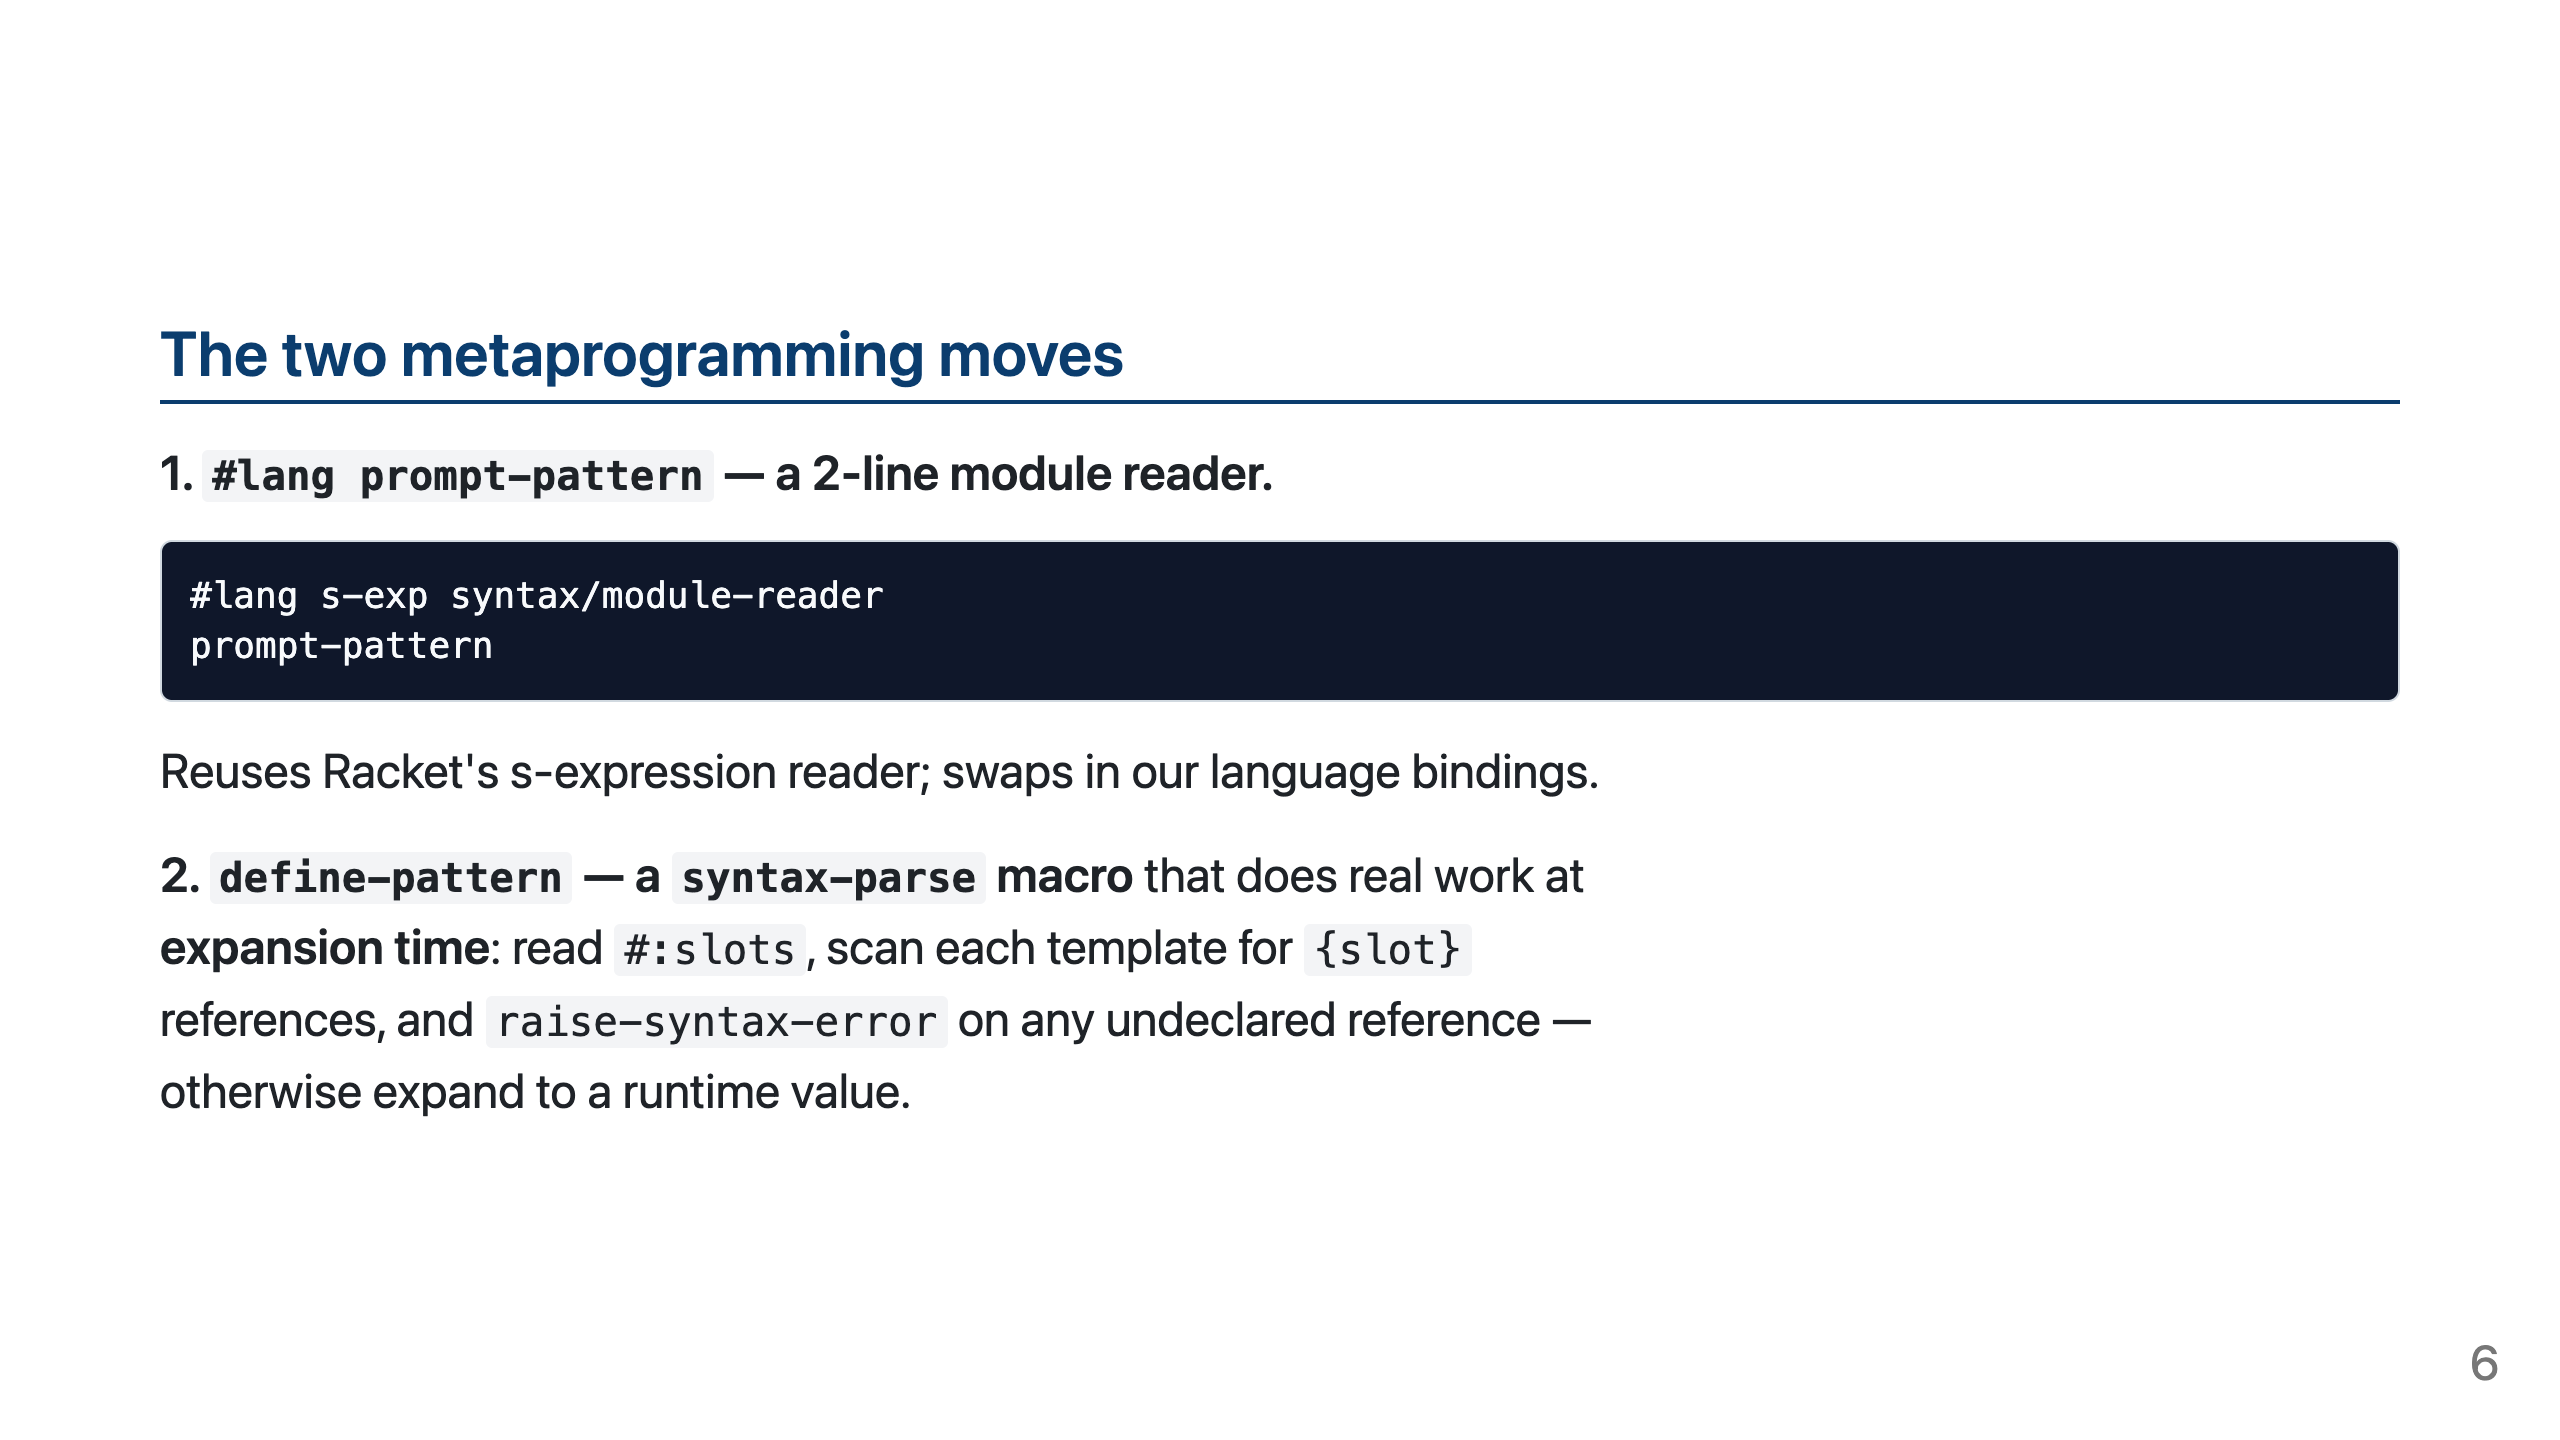 The two metaprogramming moves
1. #lang prompt-pattern — a 2-line module reader.
#lang s-exp syntax/module-reader
prompt-pattern
Reuses Racket's s-expression reader; swaps in our language bindings.
2. define-pattern — a syntax-parse macro that does real work at
expansion time: read #:slots, scan each template for {slot}
references, and raise-syntax-error on any undeclared reference —
otherwise expand to a runtime value.
6